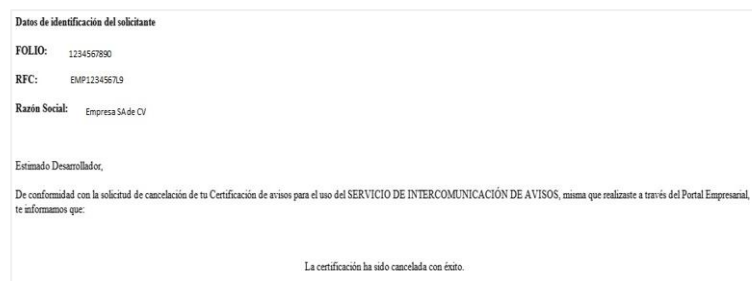 Datos de identificación del solicitante
FOLIO: 1234567890
RFC: EMP1234567L9
Razón Social: Empresa SA de CV
Estimado Desarrollador,
De conformidad con la solicitud de cancelación de tu Certificación de avisos para el uso del SERVICIO DE INTERCOMUNICACIÓN DE AVISOS, misma que realizaste a través del Portal Empresarial,
te informamos que:
La certificación ha sido cancelada con éxito.